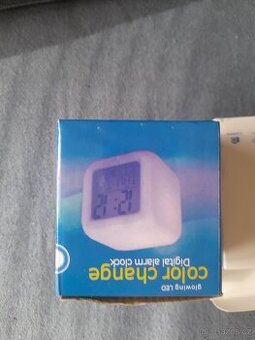 glowing LED
color change
Digital alarm clock